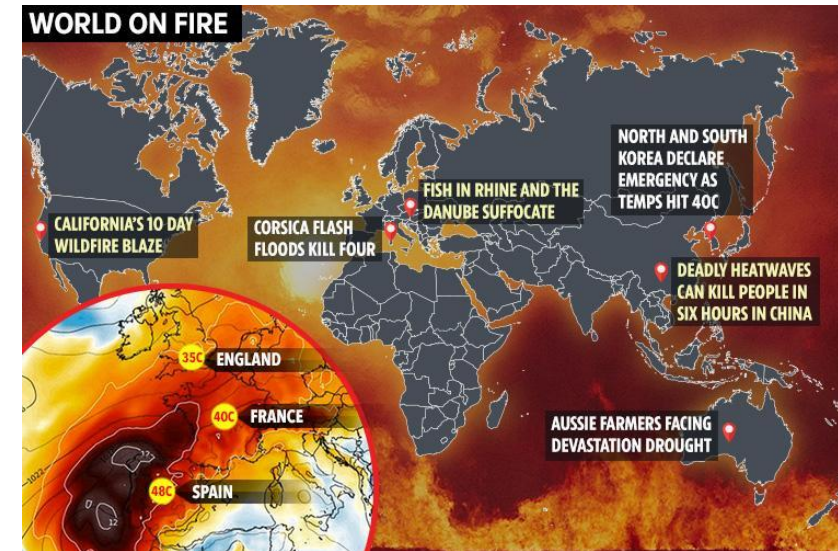 WORLD ON FIRE
NORTH AND SOUTH
KOREA DECLARE
EMERGENCY AS
TEMPS HIT 40C
FISH IN RHINE AND THE
DANUBE SUFFOCATE
CALIFORNIA'S 10 DAY
WILDFIRE BLAZE
CORSICA FLASH
FLOODS KILL FOUR
DEADLY HEATWAVES
CAN KILL PEOPLE IN
SIX HOURS IN CHINA
35C ENGLAND
40C FRANCE
AUSSIE FARMERS FACING
DEVASTATION DROUGHT
48C SPAIN
1022
12